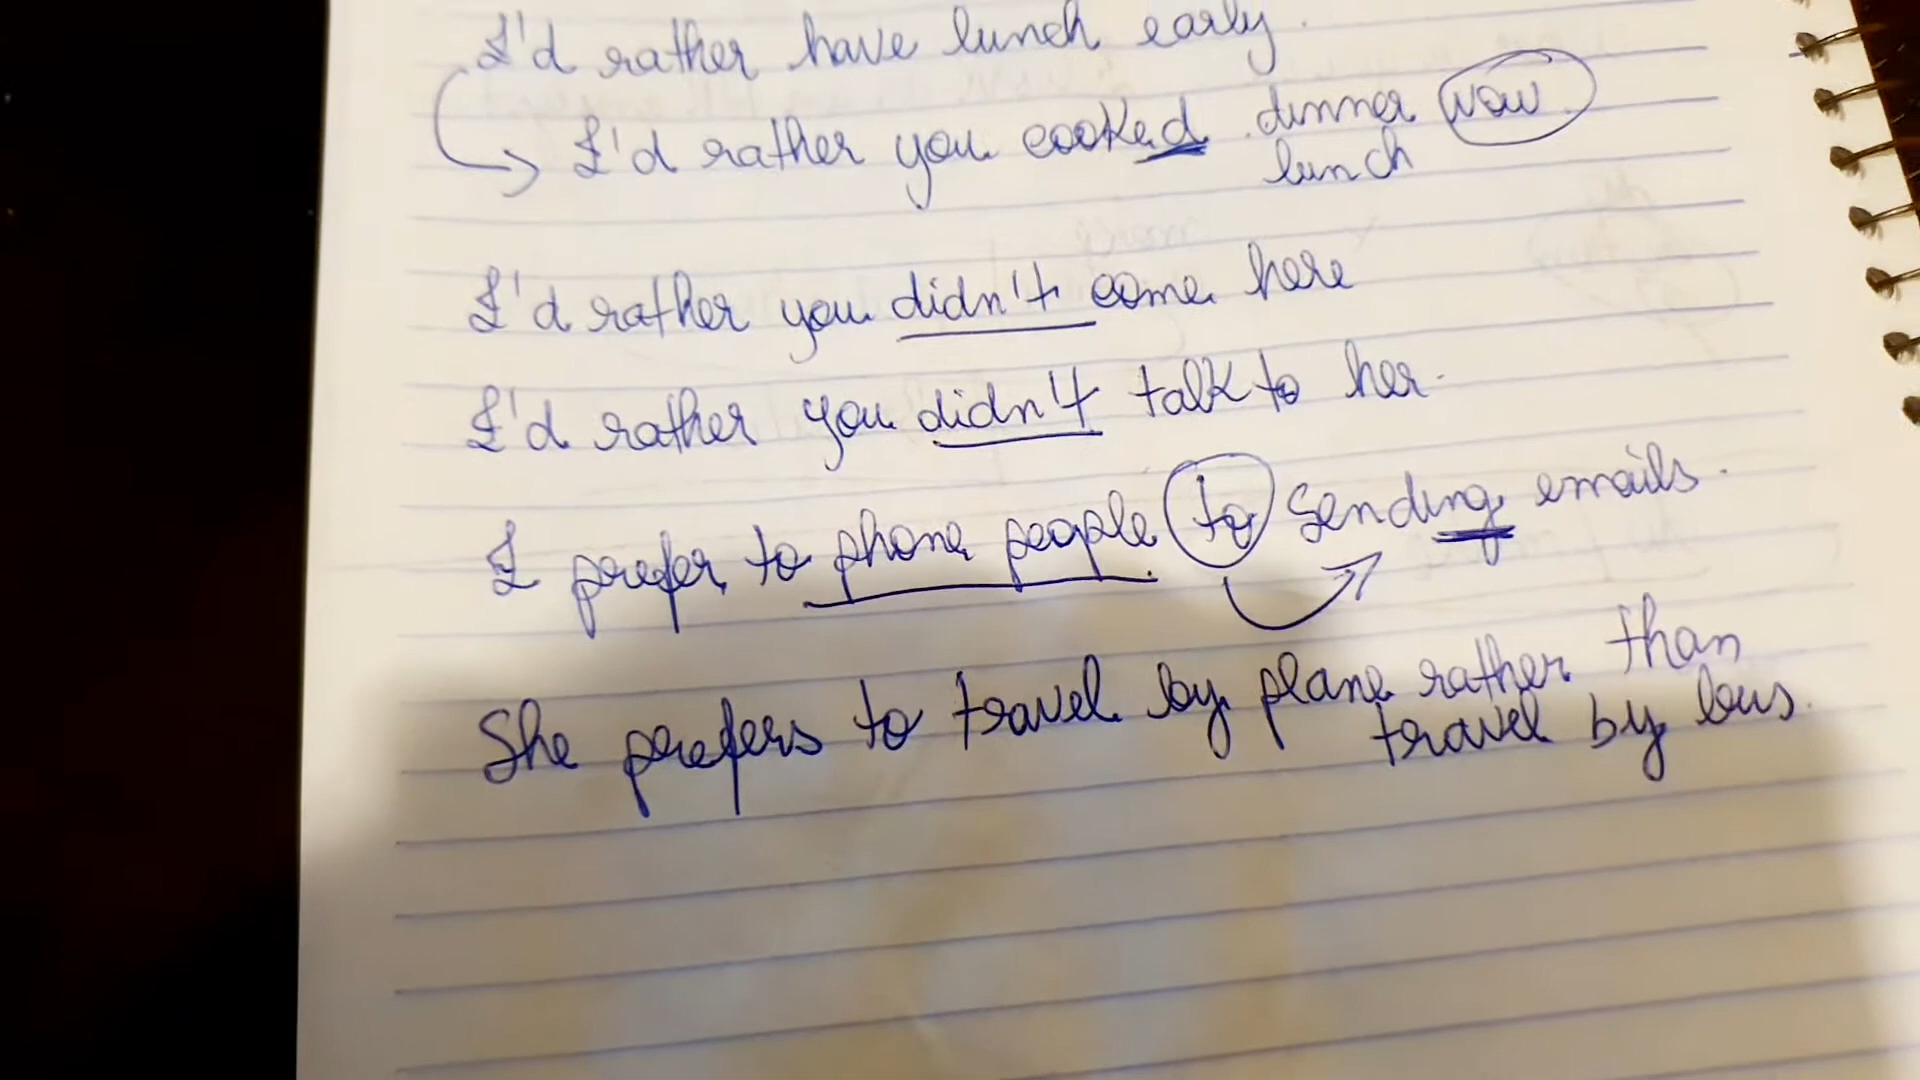 I'd rather have lunch early.
I'd rather you cooked dinner now.
lunch
I'd rather you didn't come here
I'd rather you didn't talk to her.
I prefer to phone people to sending emails.
She prefers to travel by plane rather than
travel by bus.